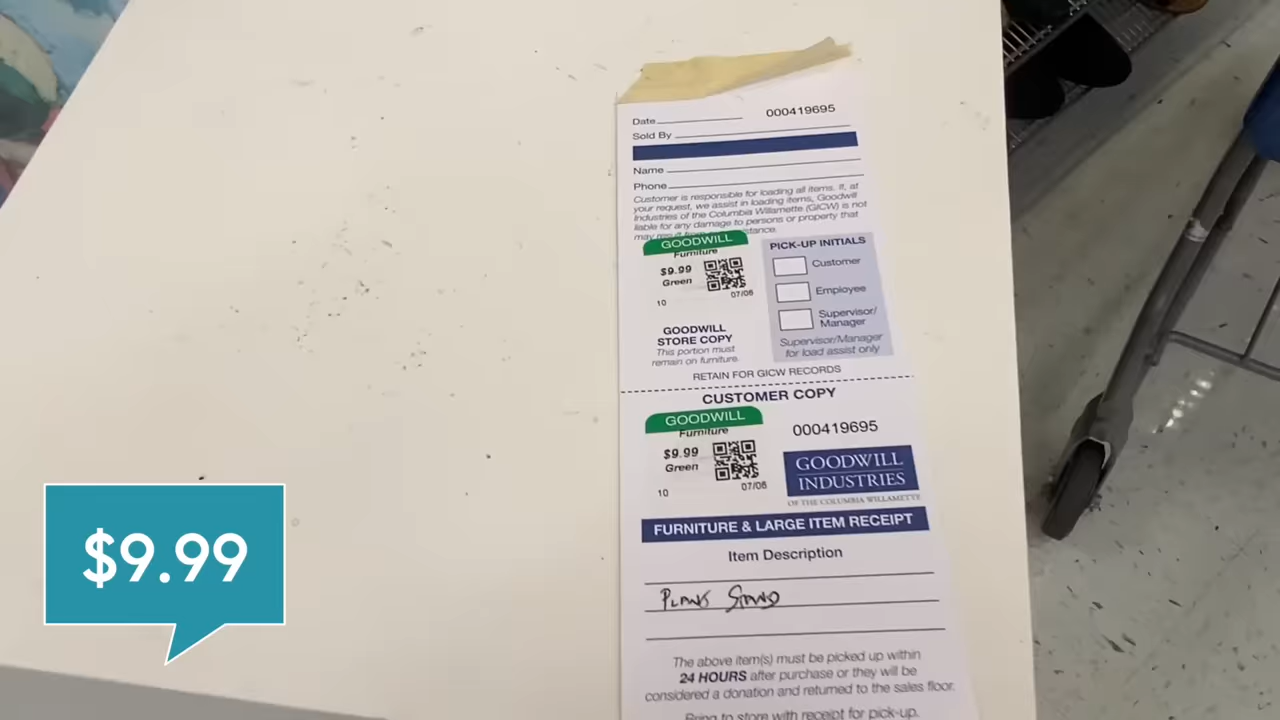 Date
000419695
Sold By
Name
Phone
Customer is responsible for loading all items. If, at
your request, we assist in loading items, Goodwill
Industries of the Columbia Willamette (GICW) is not
liable for any damage to persons or property that
may result from
GOODWILL
Furniture
$9.99
Green
10
07/06
PICK-UP INITIALS
Customer
Employee
Supervisor/
Manager
Supervisor/Manager
for load assist only
GOODWILL
STORE COPY
This portion must
remain on furniture.
RETAIN FOR GICW RECORDS
CUSTOMER COPY
GOODWILL
Furniture
$9.99
Green
10
07/06
000419695
GOODWILL
INDUSTRIES
OF THE COLUMBIA WILLAMETTE
FURNITURE & LARGE ITEM RECEIPT
Item Description
Stand
The above item(s) must be picked up within
24 HOURS after purchase or they will be
considered a donation and returned to the sales floor.
Bring to store with receipt for pick-up.
$9.99